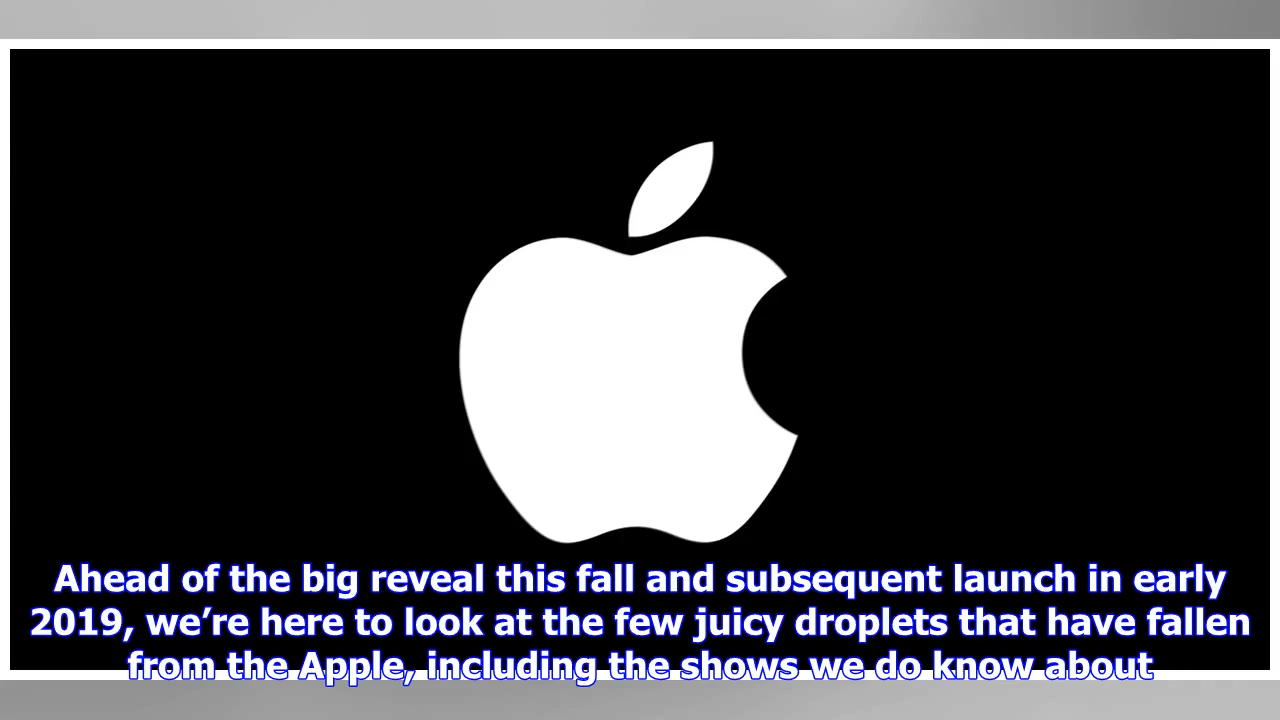 Ahead of the big reveal this fall and subsequent launch in early
2019, we’re here to look at the few juicy droplets that have fallen
from the Apple, including the shows we do know about